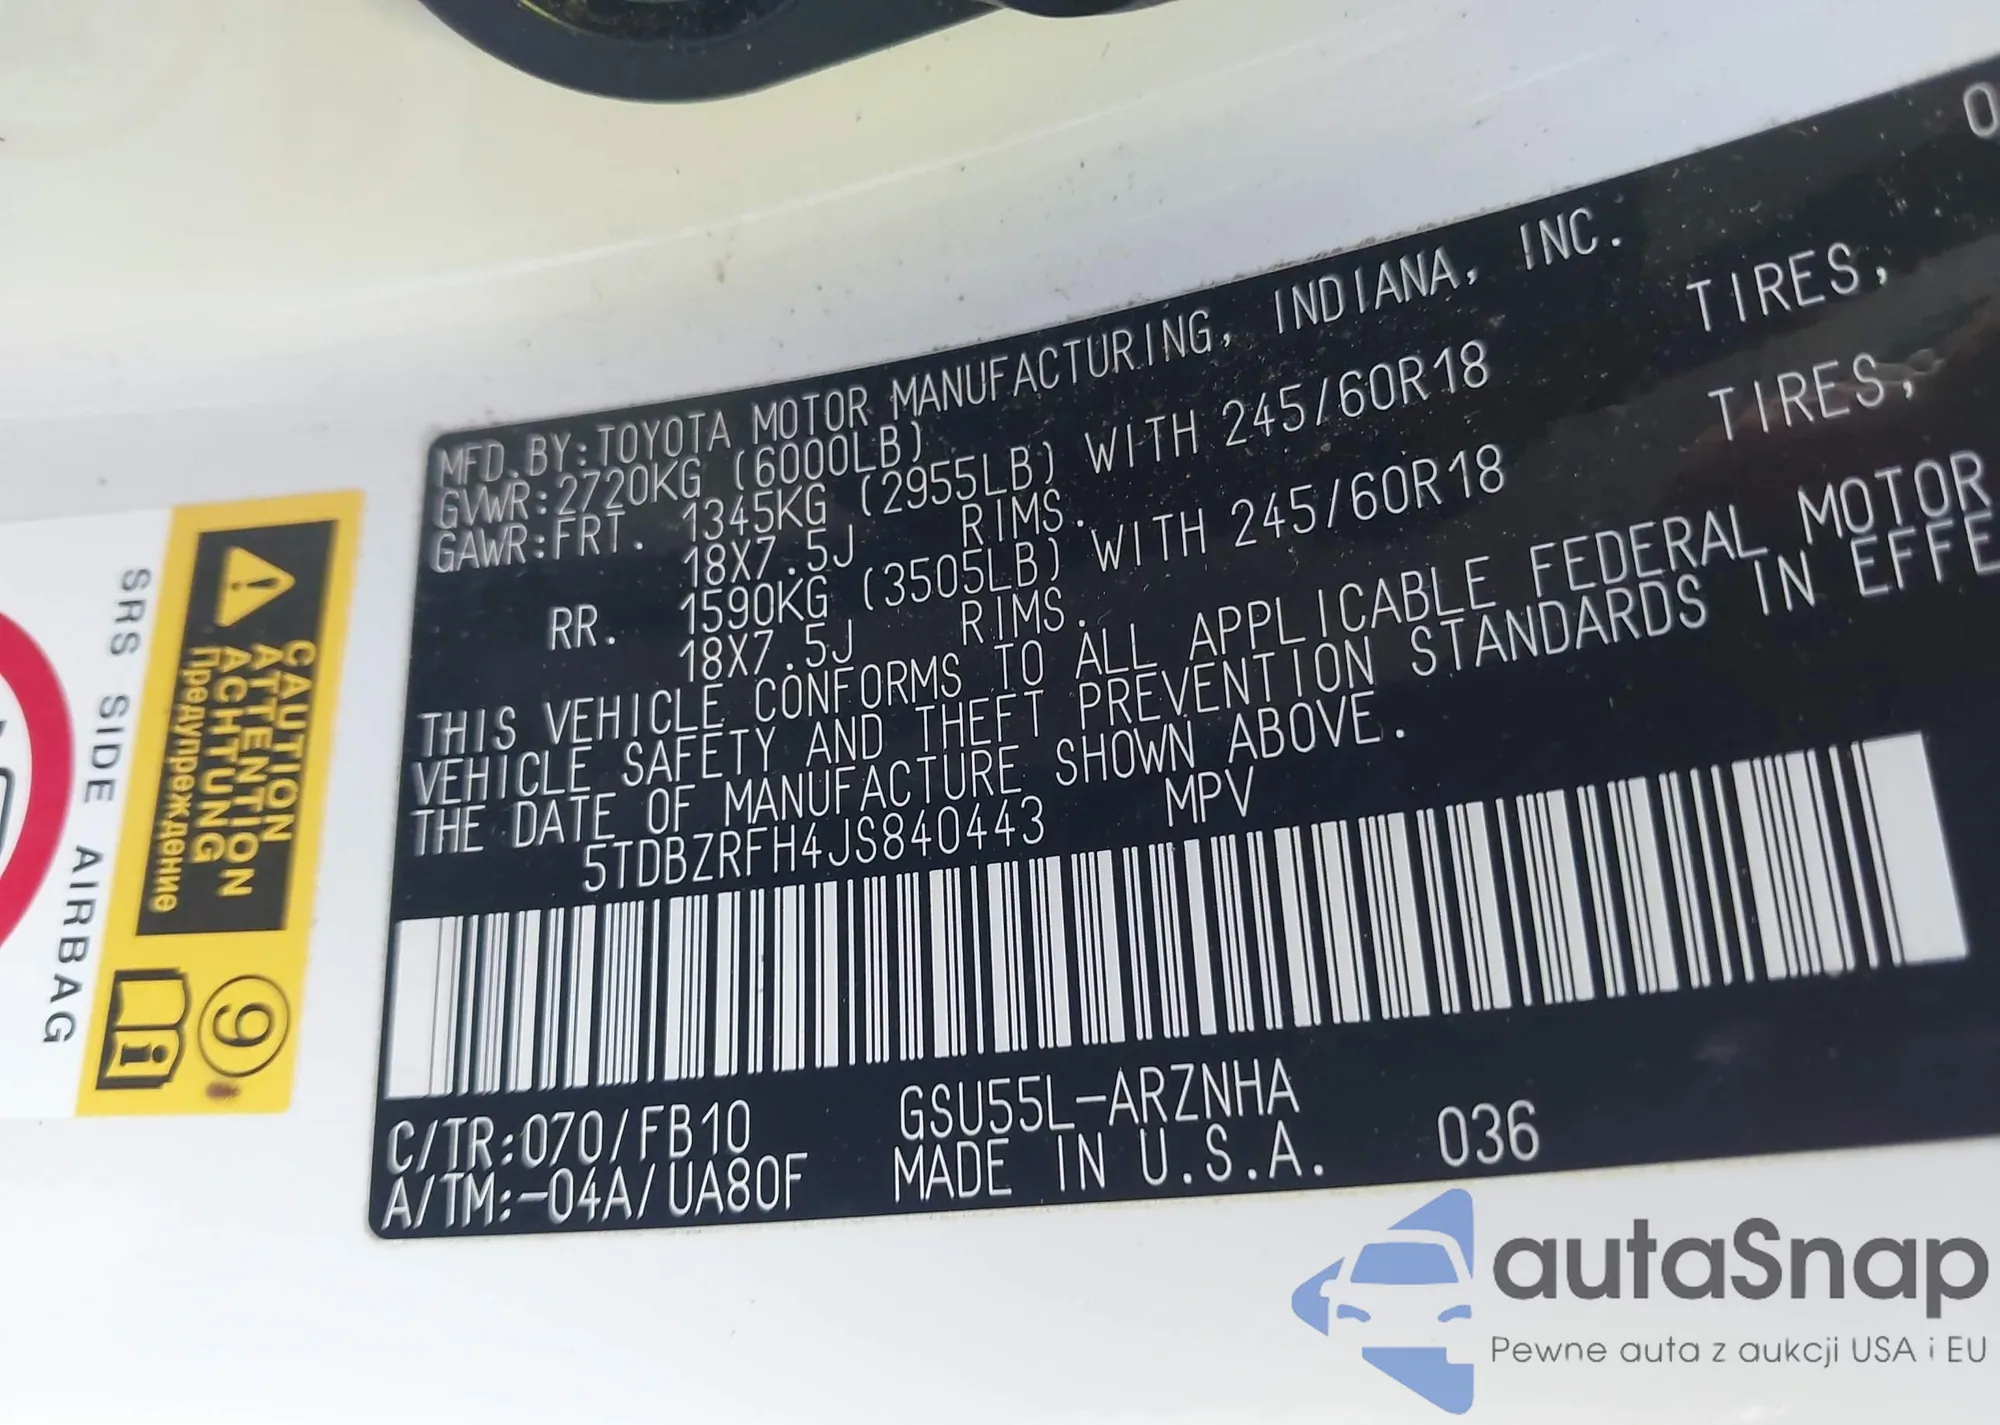 0
MFD.BY:TOYOTA MOTOR MANUFACTURING, INDIANA, INC.
GVWR:2720KG (6000LB)
GAWR:FRT. 1345KG (2955LB) WITH 245/60R18 TIRES,
18X7.5J RIMS.
RR. 1590KG (3505LB) WITH 245/60R18 TIRES,
18X7.5J RIMS.
THIS VEHICLE CONFORMS TO ALL APPLICABLE FEDERAL MOTOR
VEHICLE SAFETY AND THEFT PREVENTION STANDARDS IN EFFE
THE DATE OF MANUFACTURE SHOWN ABOVE.
5TDBZRFH4JS840443 MPV
C/TR:070/FB10 GSU55L-ARZNHA
A/TM:-04A/UA80F MADE IN U.S.A. 036
CAUTION
ATTENTION
ACHTUNG
Предупреждение
9
i
SRS SIDE AIRBAG
autaSnap
Pewne auta z aukcji USA i EU